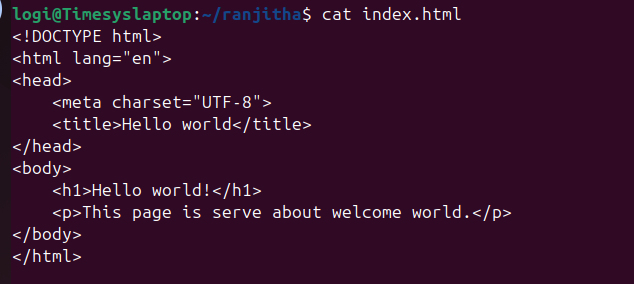 logi@Timesyslaptop:~/ranjitha$ cat index.html
<!DOCTYPE html>
<html lang="en">
<head>
    <meta charset="UTF-8">
    <title>Hello world</title>
</head>
<body>
    <h1>Hello world!</h1>
    <p>This page is serve about welcome world.</p>
</body>
</html>